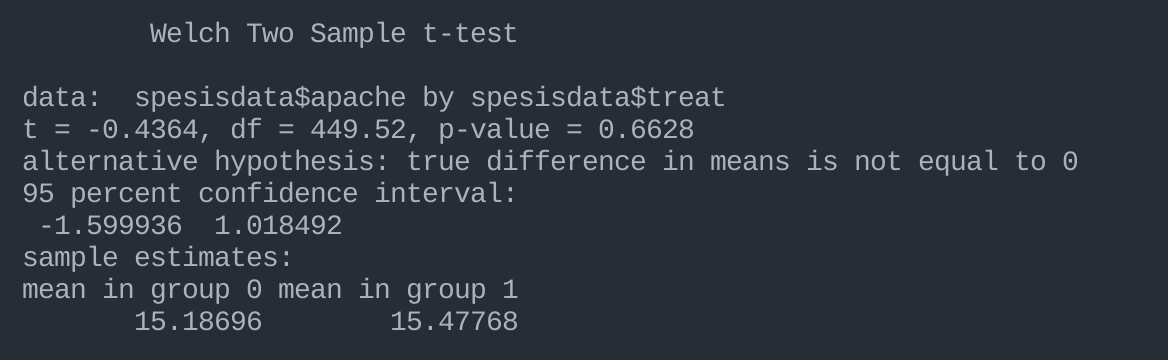 Welch Two Sample t-test
data:  spesisdata$apache by spesisdata$treat
t = -0.4364, df = 449.52, p-value = 0.6628
alternative hypothesis: true difference in means is not equal to 0
95 percent confidence interval:
 -1.599936  1.018492
sample estimates:
mean in group 0 mean in group 1
       15.18696        15.47768